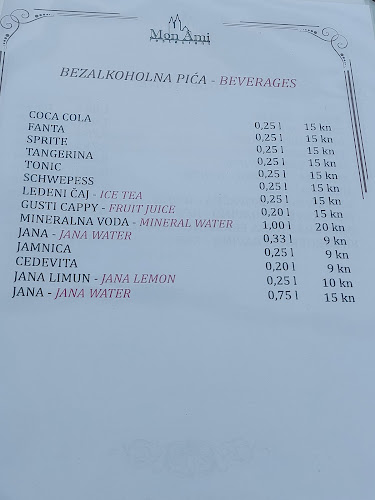 Mon Ami
BEZALKOHOLNA PIĆA - BEVERAGES
COCA COLA 0,25 l 15 kn
FANTA 0,25 l 15 kn
SPRITE 0,25 l 15 kn
TANGERINA 0,25 l 15 kn
TONIC 0,25 l 15 kn
SCHWEPESS 0,25 l 15 kn
LEDENI ČAJ - ICE TEA 0,25 l 15 kn
GUSTI CAPPY - FRUIT JUICE 0,20 l 15 kn
MINERALNA VODA - MINERAL WATER 1,00 l 20 kn
JANA - JANA WATER 0,33 l 9 kn
JAMNICA 0,25 l 9 kn
CEDEVITA 0,20 l 9 kn
JANA LIMUN - JANA LEMON 0,25 l 10 kn
JANA - JANA WATER 0,75 l 15 kn